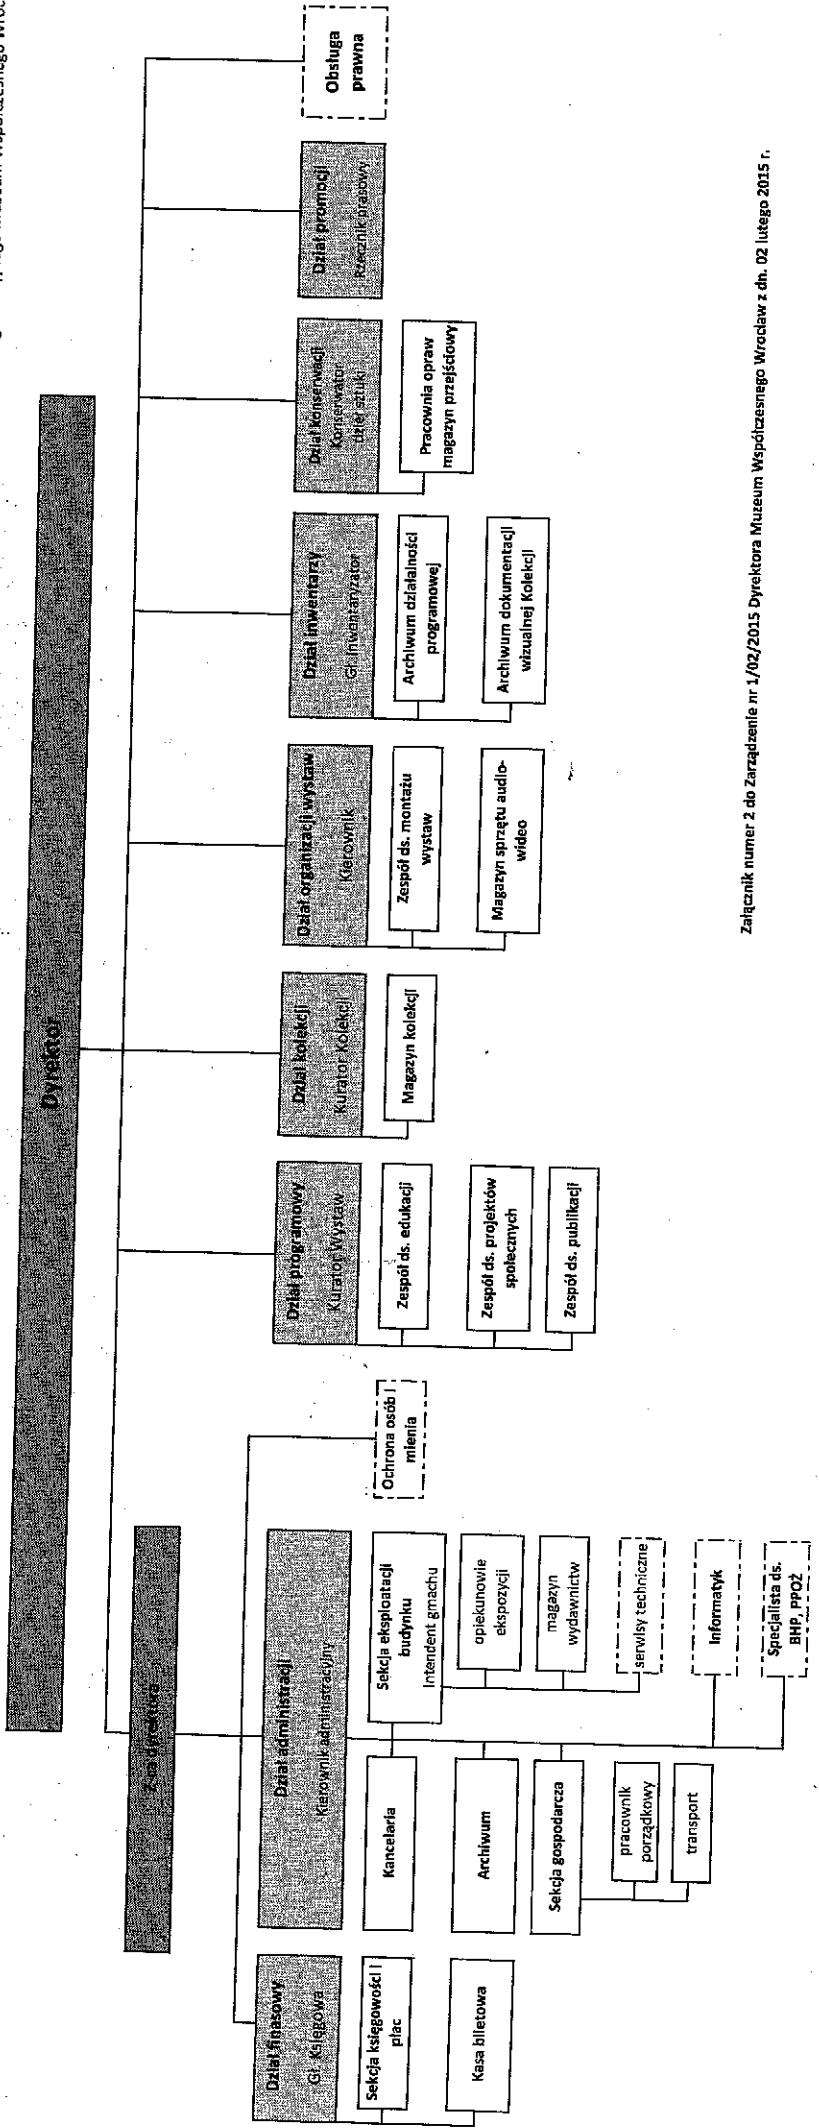 Dyrektor
Z-ca dyrektora
Obsługa
prawna
Dział finasowy
Gł. Księgowa
Sekcja księgowości i
płac
Kasa biletowa
Dział administracji
Kierownik administracyjny
Kancelaria
Archiwum
Sekcja gospodarcza
pracownik
porządkowy
transport
Sekcja eksploatacji
budynku
Intendent gmachu
opiekunowie
ekspozycji
magazyn
wydawnictw
serwisy techniczne
Informatyk
Specjalista ds.
BHP, PPOŻ
Ochrona osób i
mienia
Dział programowy
Kurator Wystaw
Zespół ds. edukacji
Zespół ds. projektów
społecznych
Zespół ds. publikacji
Dział kolekcji
Kurator Kolekcji
Magazyn kolekcji
Dział organizacji wystaw
Kierownik
Zespół ds. montażu
wystaw
Magazyn sprzętu audio-
wideo
Dział inwentarzy
Gł. Inwentaryzator
Archiwum działalności
programowej
Archiwum dokumentacji
wizualnej Kolekcji
Dział konserwacji
Konserwator
dzieł sztuki
Pracownia opraw
magazyn przejściowy
Dział promocji
Rzecznik prasowy
Załącznik numer 2 do Zarządzenie nr 1/02/2015 Dyrektora Muzeum Współczesnego Wrocław z dn. 02 lutego 2015 r.